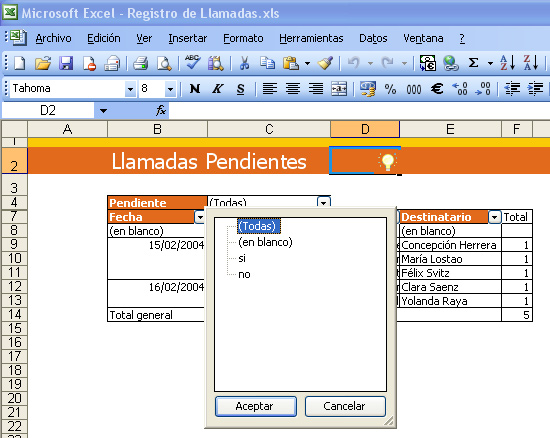 Microsoft Excel - Registro de Llamadas.xls
Archivo Edición Ver Insertar Formato Herramientas Datos Ventana ?
Tahoma 8 N K S % 000 €
D2 fx
A B C D E F
1
2 Llamadas Pendientes
3
4 Pendiente (Todas)
7 Fecha Destinatario Total
8 (en blanco) (en blanco)
9 15/02/2004 Concepción Herrera 1
10 María Lostao 1
11 Félix Svitz 1
12 16/02/2004 Clara Saenz 1
13 Yolanda Raya 1
14 Total general 5
15
16
17
18
19
20
21
22
23
(Todas)
(en blanco)
si
no
Aceptar Cancelar